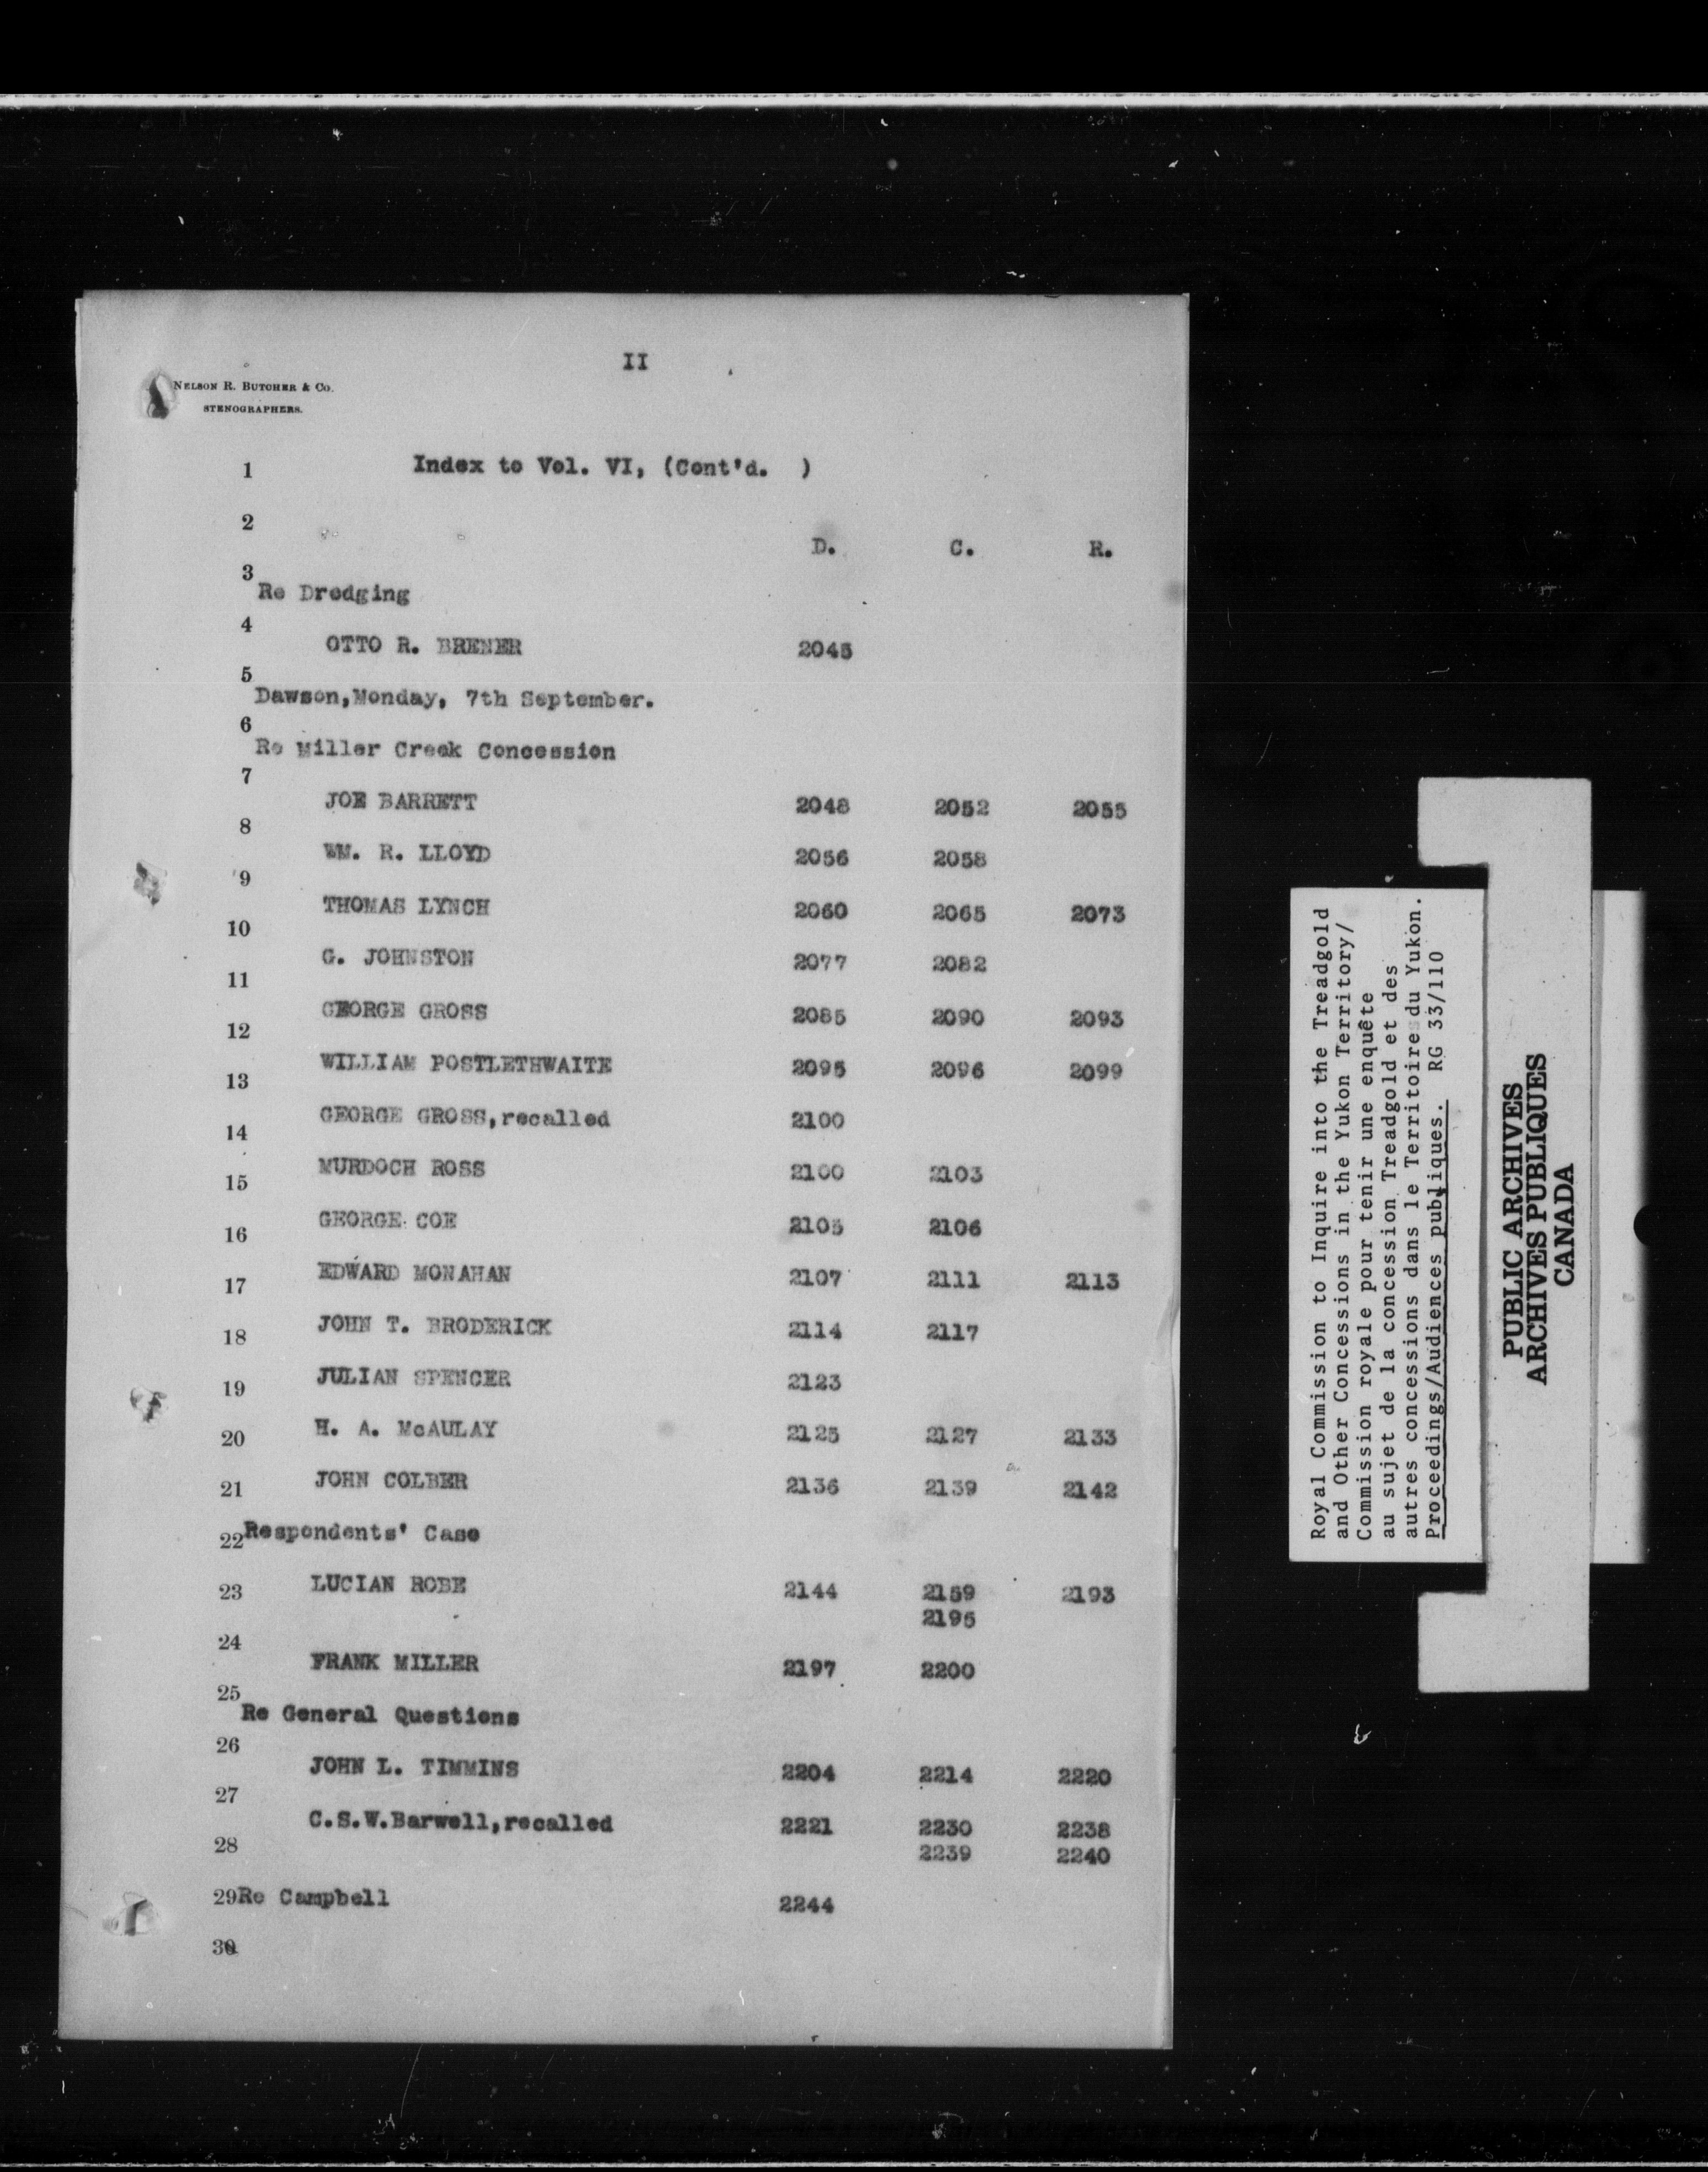 II
NELSON R. BUTCHER & CO.
STENOGRAPHERS.
1 Index to Vol. VI, (Cont'd. )
2
D. C. R.
3
Re Dredging
4
OTTO R. BRENER 2045
5
Dawson,Monday, 7th September.
6
Re Miller Creek Concession
7
JOE BARRETT 2048 2052 2055
8
WM. R. LLOYD 2056 2058
9
THOMAS LYNCH 2060 2065 2073
10
G. JOHNSTON 2077 2082
11
GEORGE GROSS 2085 2090 2093
12
WILLIAM POSTLETHWAITE 2095 2096 2099
13
GEORGE GROSS,recalled 2100
14
MURDOCH ROSS 2100 2103
15
GEORGE COE 2105 2106
16
EDWARD MONAHAN 2107 2111 2113
17
JOHN T. BRODERICK 2114 2117
18
JULIAN SPENCER 2123
19
H. A. McAULAY 2125 2127 2133
20
JOHN COLBER 2136 2139 2142
21
22 Respondents' Case
23 LUCIAN ROBE 2144 2159 2193
2195
24
FRANK MILLER 2197 2200
25
Re General Questions
26
JOHN L. TIMMINS 2204 2214 2220
27
C.S.W.Barwell,recalled 2221 2230 2238
28 2239 2240
29 Re Campbell 2244
30
Royal Commission to Inquire into the Treadgold
and Other Concessions in the Yukon Territory/
Commission royale pour tenir une enquête
au sujet de la concession Treadgold et des
autres concessions dans le Territoire du Yukon.
Proceedings/Audiences publiques. RG 33/110
PUBLIC ARCHIVES
ARCHIVES PUBLIQUES
CANADA